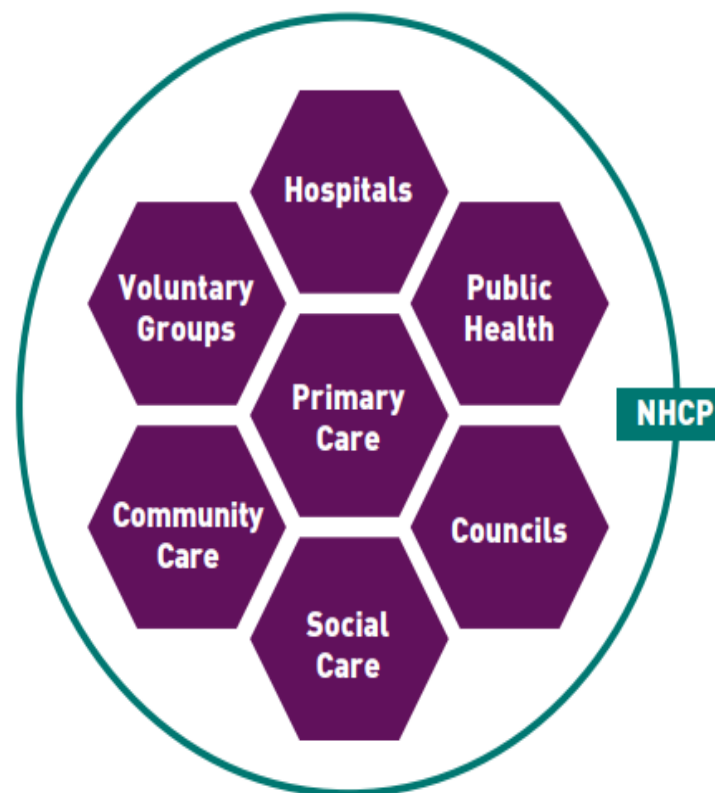 Hospitals
Voluntary
Groups
Public
Health
Primary
Care
NHCP
Community
Care
Councils
Social
Care